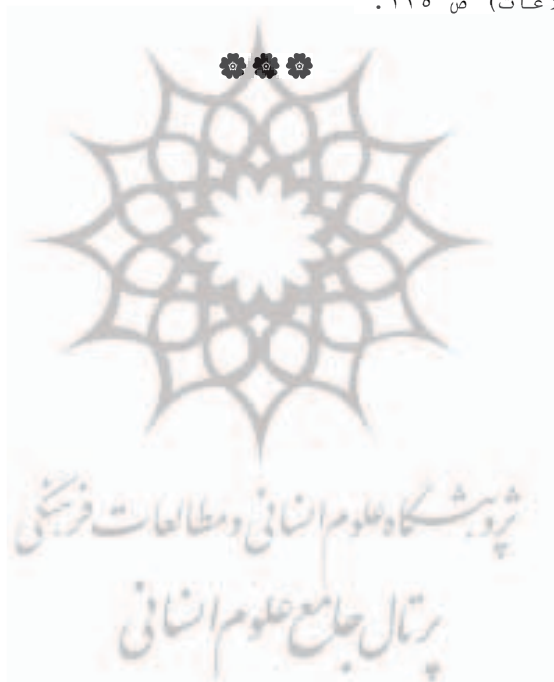 ص ۱۱۵.
پژوهشگاه علوم انسانی و مطالعات فرهنگی
پرتال جامع علوم انسانی